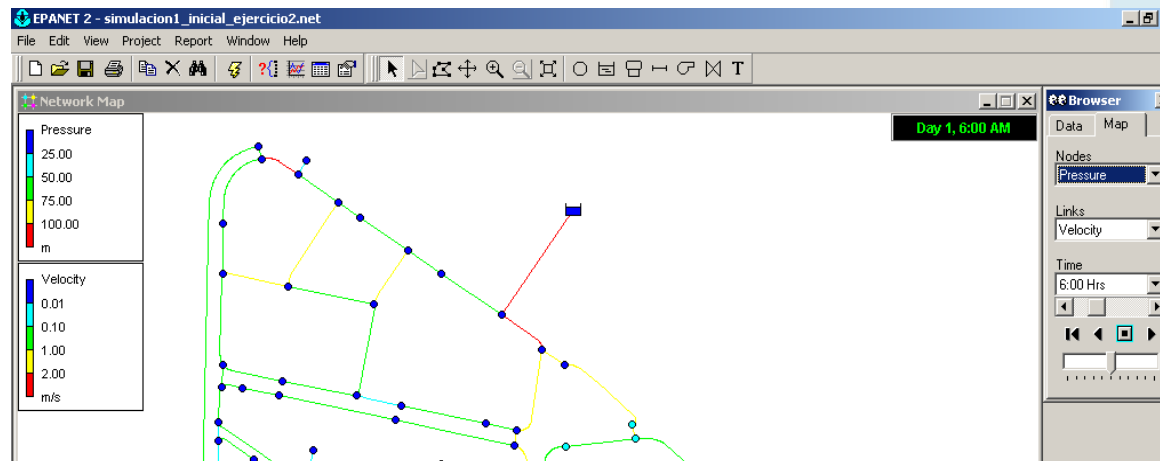 EPANET 2 - simulacion1_inicial_ejercicio2.net
File Edit View Project Report Window Help
T
Network Map
Day 1, 6:00 AM
Pressure
25.00
50.00
75.00
100.00
m
Velocity
0.01
0.10
1.00
2.00
m/s
Browser
Data Map
Nodes
Pressure
Links
Velocity
Time
6:00 Hrs